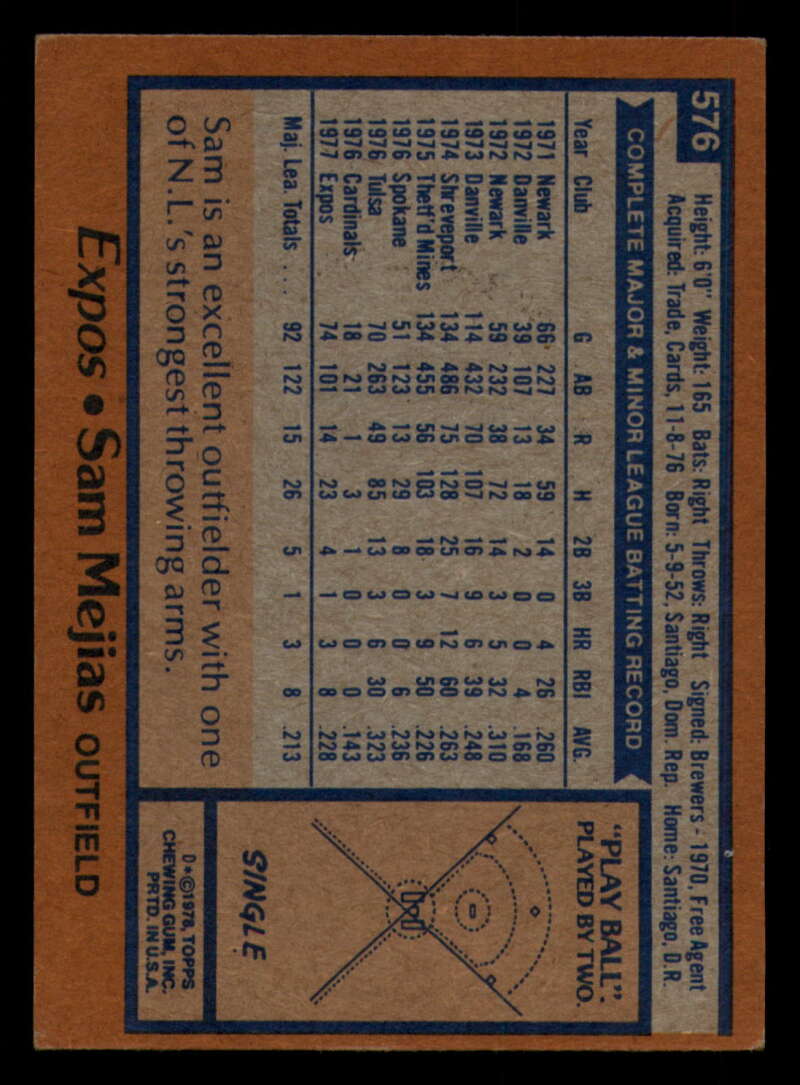 576
Height: 6'0" Weight: 165 Bats: Right Throws: Right Signed: Brewers - 1970, Free Agent
Acquired: Trade, Cards, 11-8-76 Born: 5-9-52, Santiago, Dom. Rep. Home: Santiago, D.R.
COMPLETE MAJOR & MINOR LEAGUE BATTING RECORD
Year Club G AB R H 2B 3B HR RBI AVG.
1971 Newark 66 227 34 59 14 0 4 26 .260
1972 Danville 39 107 13 18 2 0 0 4 .168
1972 Newark 59 232 38 72 14 3 5 32 .310
1973 Danville 114 432 70 107 16 9 6 39 .248
1974 Shreveport 134 486 75 128 25 7 12 60 .263
1975 Thetf'd Mines 134 455 56 103 18 3 9 50 .226
1976 Spokane 51 123 13 29 8 0 0 6 .236
1976 Tulsa 70 263 49 85 13 3 6 30 .323
1976 Cardinals 18 21 1 3 1 0 0 0 .143
1977 Expos 74 101 14 23 4 1 3 8 .228
Maj. Lea. Totals .... 92 122 15 26 5 1 3 8 .213
Sam is an excellent outfielder with one
of N.L.'s strongest throwing arms.
"PLAY BALL".
PLAYED BY TWO.
SINGLE
D*©1978, TOPPS
CHEWING GUM, INC.
PRTD. IN U.S.A.
Expos • Sam Mejias OUTFIELD